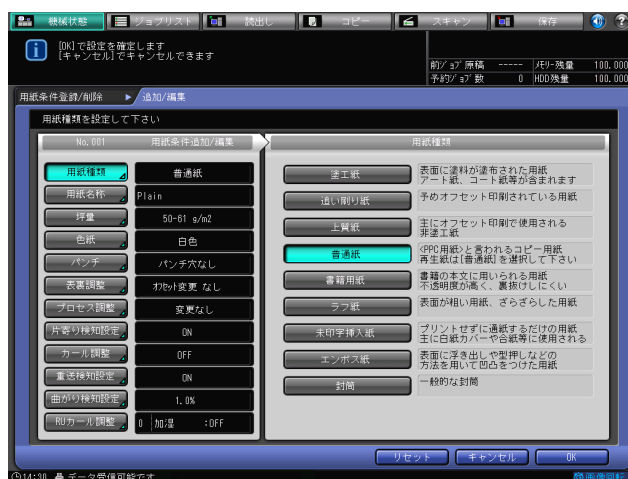 機械状態 ジョブリスト 読出し コピー スキャン 保存
[OK]で設定を確定します
[キャンセル]でキャンセルできます
前ジョブ原稿 ----- メモリー残量 100.000
予約ジョブ数 0 HDD残量 100.000
用紙条件登録/削除 ▶ 追加/編集
用紙種類を設定して下さい
No.001 用紙条件追加/編集
用紙種類 普通紙
用紙名称 Plain
坪量 50-61 g/m2
色紙 白色
パンチ パンチ穴なし
表裏調整 オフセット変更 なし
プロセス調整 変更なし
片寄り検知設定 ON
カール調整 OFF
重送検知設定 ON
曲がり検知設定 1.0%
RUカール調整 0 加湿 :OFF
用紙種類
塗工紙 表面に塗料が塗布された用紙
アート紙、コート紙等が含まれます
追い刷り紙 予めオフセット印刷されている用紙
上質紙 主にオフセット印刷で使用される
非塗工紙
普通紙 <PPC用紙>と言われるコピー用紙
再生紙は[普通紙]を選択して下さい
書籍用紙 書籍の本文に用いられる用紙
不透明度が高く、裏抜けしにくい
ラフ紙 表面が粗い用紙、ざらざらした用紙
未印字挿入紙 プリントせずに通紙するだけの用紙
主に白紙カバーや合紙等に使用される
エンボス紙 表面に浮き出しや型押しなどの
方法を用いて凹凸をつけた用紙
封筒 一般的な封筒
リセット キャンセル OK
14:30 データ受信可能です 画像回転